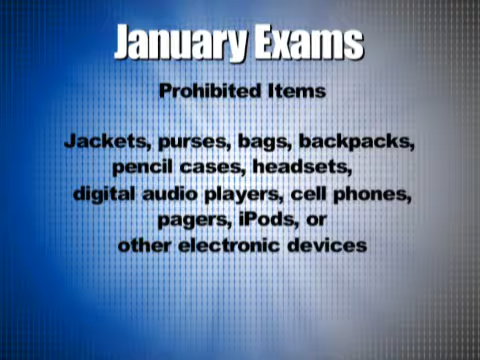 January Exams
Prohibited Items
Jackets, purses, bags, backpacks,
pencil cases, headsets,
digital audio players, cell phones,
pagers, iPods, or
other electronic devices